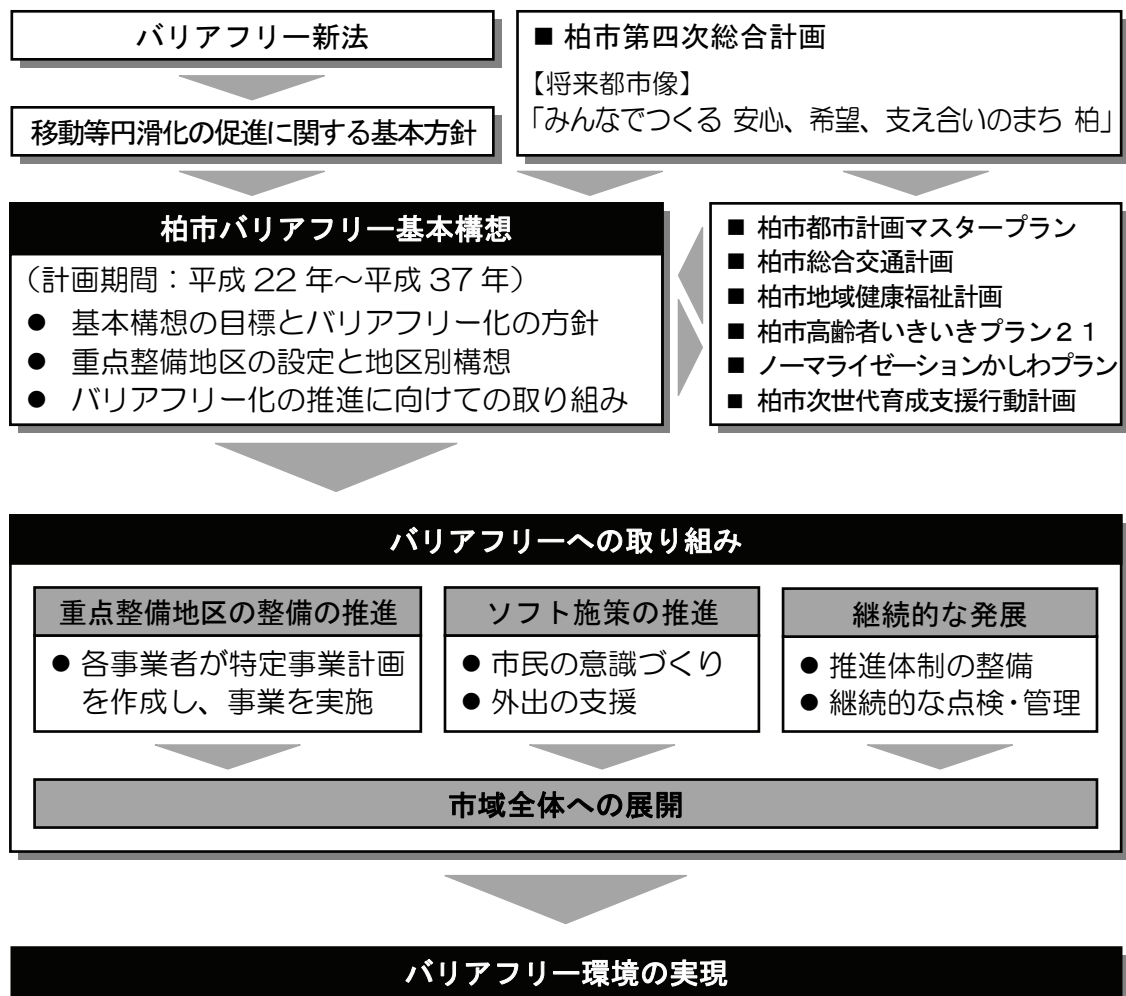 バリアフリー新法
移動等円滑化の促進に関する基本方針
■ 柏市第四次総合計画
【将来都市像】
「みんなでつくる 安心、希望、支え合いのまち 柏」
柏市バリアフリー基本構想
（計画期間：平成 22 年～平成 37 年）
● 基本構想の目標とバリアフリー化の方針
● 重点整備地区の設定と地区別構想
● バリアフリー化の推進に向けての取り組み
■ 柏市都市計画マスタープラン
■ 柏市総合交通計画
■ 柏市地域健康福祉計画
■ 柏市高齢者いきいきプラン２１
■ ノーマライゼーションかしわプラン
■ 柏市次世代育成支援行動計画
バリアフリーへの取り組み
重点整備地区の整備の推進
● 各事業者が特定事業計画
を作成し、事業を実施
ソフト施策の推進
● 市民の意識づくり
● 外出の支援
継続的な発展
● 推進体制の整備
● 継続的な点検・管理
市域全体への展開
バリアフリー環境の実現